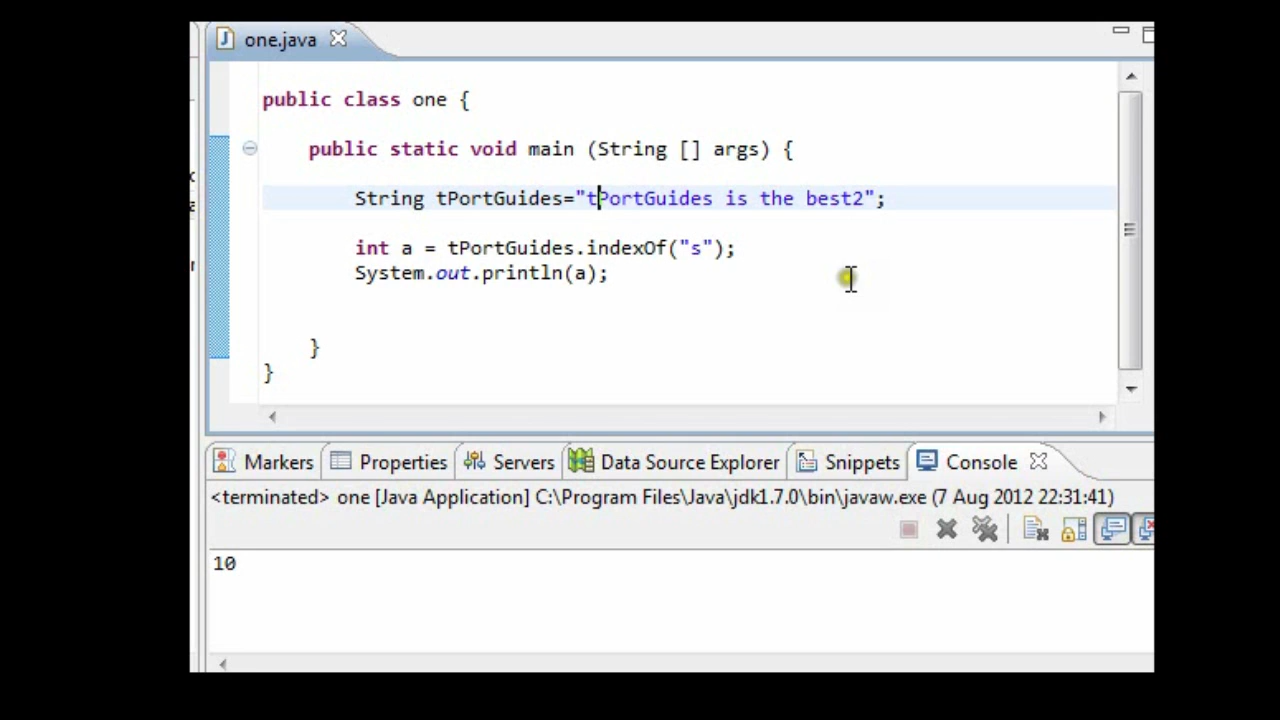 one.java
public class one {
public static void main (String [] args) {
String tPortGuides="tPortGuides is the best2";
int a = tPortGuides.indexOf("s");
System.out.println(a);
}
}
Markers Properties Servers Data Source Explorer Snippets Console
<terminated> one [Java Application] C:\Program Files\Java\jdk1.7.0\bin\javaw.exe (7 Aug 2012 22:31:41)
10